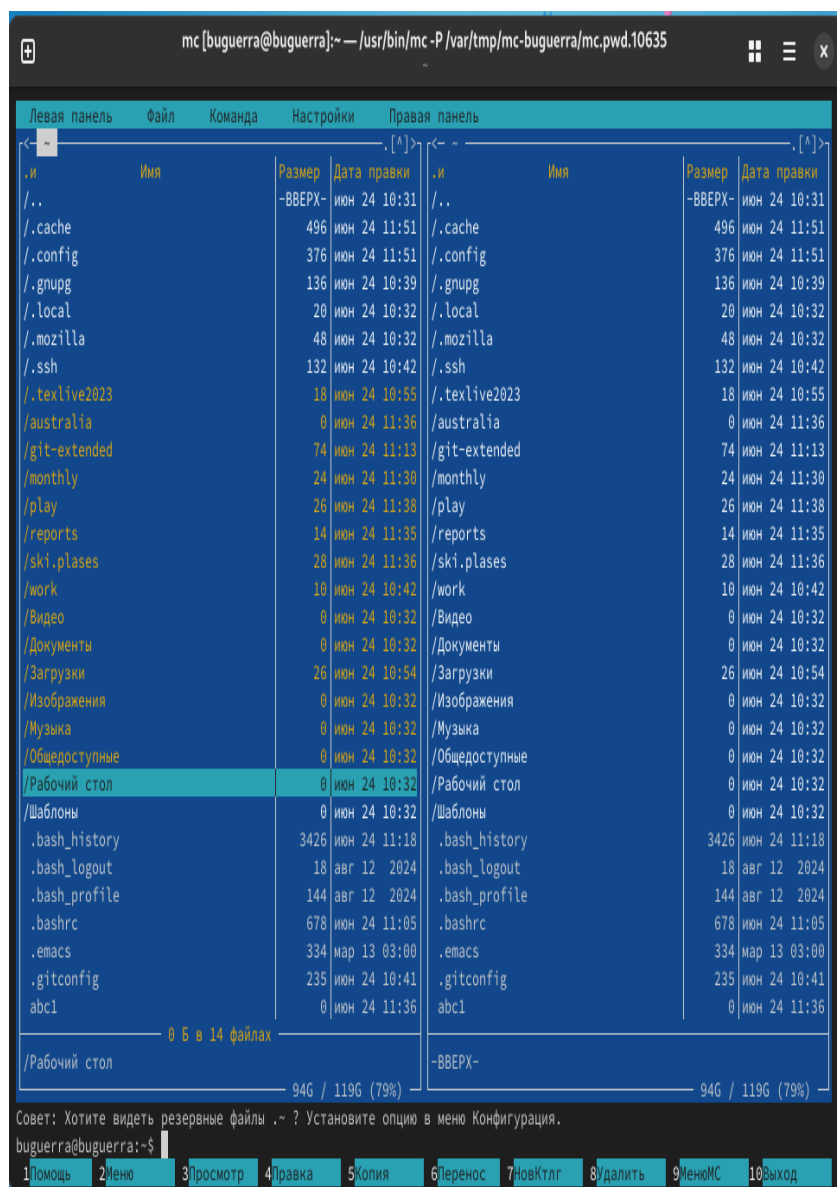 mc [buguerra@buguerra]:~ — /usr/bin/mc -P /var/tmp/mc-buguerra/mc.pwd.10635
~
Левая панель Файл Команда Настройки Правая панель
<— ~ .[^]> <— ~ .[^]>
.и Имя Размер Дата правки .и Имя Размер Дата правки
/.. -ВВЕРХ- июн 24 10:31 /.. -ВВЕРХ- июн 24 10:31
/.cache 496 июн 24 11:51 /.cache 496 июн 24 11:51
/.config 376 июн 24 11:51 /.config 376 июн 24 11:51
/.gnupg 136 июн 24 10:39 /.gnupg 136 июн 24 10:39
/.local 20 июн 24 10:32 /.local 20 июн 24 10:32
/.mozilla 48 июн 24 10:32 /.mozilla 48 июн 24 10:32
/.ssh 132 июн 24 10:42 /.ssh 132 июн 24 10:42
/.texlive2023 18 июн 24 10:55 /.texlive2023 18 июн 24 10:55
/australia 0 июн 24 11:36 /australia 0 июн 24 11:36
/git-extended 74 июн 24 11:13 /git-extended 74 июн 24 11:13
/monthly 24 июн 24 11:30 /monthly 24 июн 24 11:30
/play 26 июн 24 11:38 /play 26 июн 24 11:38
/reports 14 июн 24 11:35 /reports 14 июн 24 11:35
/ski.plases 28 июн 24 11:36 /ski.plases 28 июн 24 11:36
/work 10 июн 24 10:42 /work 10 июн 24 10:42
/Видео 0 июн 24 10:32 /Видео 0 июн 24 10:32
/Документы 0 июн 24 10:32 /Документы 0 июн 24 10:32
/Загрузки 26 июн 24 10:54 /Загрузки 26 июн 24 10:54
/Изображения 0 июн 24 10:32 /Изображения 0 июн 24 10:32
/Музыка 0 июн 24 10:32 /Музыка 0 июн 24 10:32
/Общедоступные 0 июн 24 10:32 /Общедоступные 0 июн 24 10:32
/Рабочий стол 0 июн 24 10:32 /Рабочий стол 0 июн 24 10:32
/Шаблоны 0 июн 24 10:32 /Шаблоны 0 июн 24 10:32
.bash_history 3426 июн 24 11:18 .bash_history 3426 июн 24 11:18
.bash_logout 18 авг 12 2024 .bash_logout 18 авг 12 2024
.bash_profile 144 авг 12 2024 .bash_profile 144 авг 12 2024
.bashrc 678 июн 24 11:05 .bashrc 678 июн 24 11:05
.emacs 334 мар 13 03:00 .emacs 334 мар 13 03:00
.gitconfig 235 июн 24 10:41 .gitconfig 235 июн 24 10:41
abc1 0 июн 24 11:36 abc1 0 июн 24 11:36
0 Б в 14 файлах
/Рабочий стол -ВВЕРХ-
94G / 119G (79%) 94G / 119G (79%)
Совет: Хотите видеть резервные файлы .~ ? Установите опцию в меню Конфигурация.
buguerra@buguerra:~$
1Помощь 2Меню 3Просмотр 4Правка 5Копия 6Перенос 7НовКтлг 8Удалить 9МенюMC 10Выход